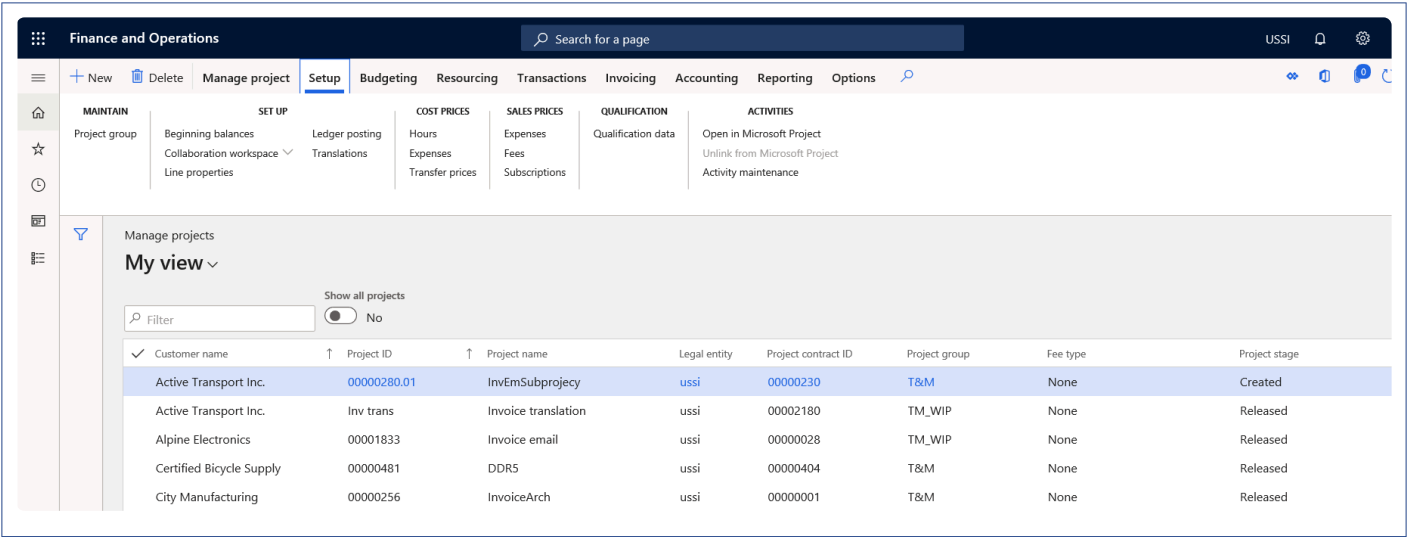 Finance and Operations Search for a page USSI
New Delete Manage project Setup Budgeting Resourcing Transactions Invoicing Accounting Reporting Options 0
MAINTAIN SET UP COST PRICES SALES PRICES QUALIFICATION ACTIVITIES
Project group Beginning balances Ledger posting Hours Expenses Qualification data Open in Microsoft Project
Collaboration workspace Translations Expenses Fees Unlink from Microsoft Project
Line properties Transfer prices Subscriptions Activity maintenance
Manage projects
My view
Show all projects
Filter No
Customer name Project ID Project name Legal entity Project contract ID Project group Fee type Project stage
Active Transport Inc. 00000280.01 InvEmSubprojecy ussi 00000230 T&M None Created
Active Transport Inc. Inv trans Invoice translation ussi 00002180 TM_WIP None Released
Alpine Electronics 00001833 Invoice email ussi 00000028 TM_WIP None Released
Certified Bicycle Supply 00000481 DDR5 ussi 00000404 T&M None Released
City Manufacturing 00000256 InvoiceArch ussi 00000001 T&M None Released